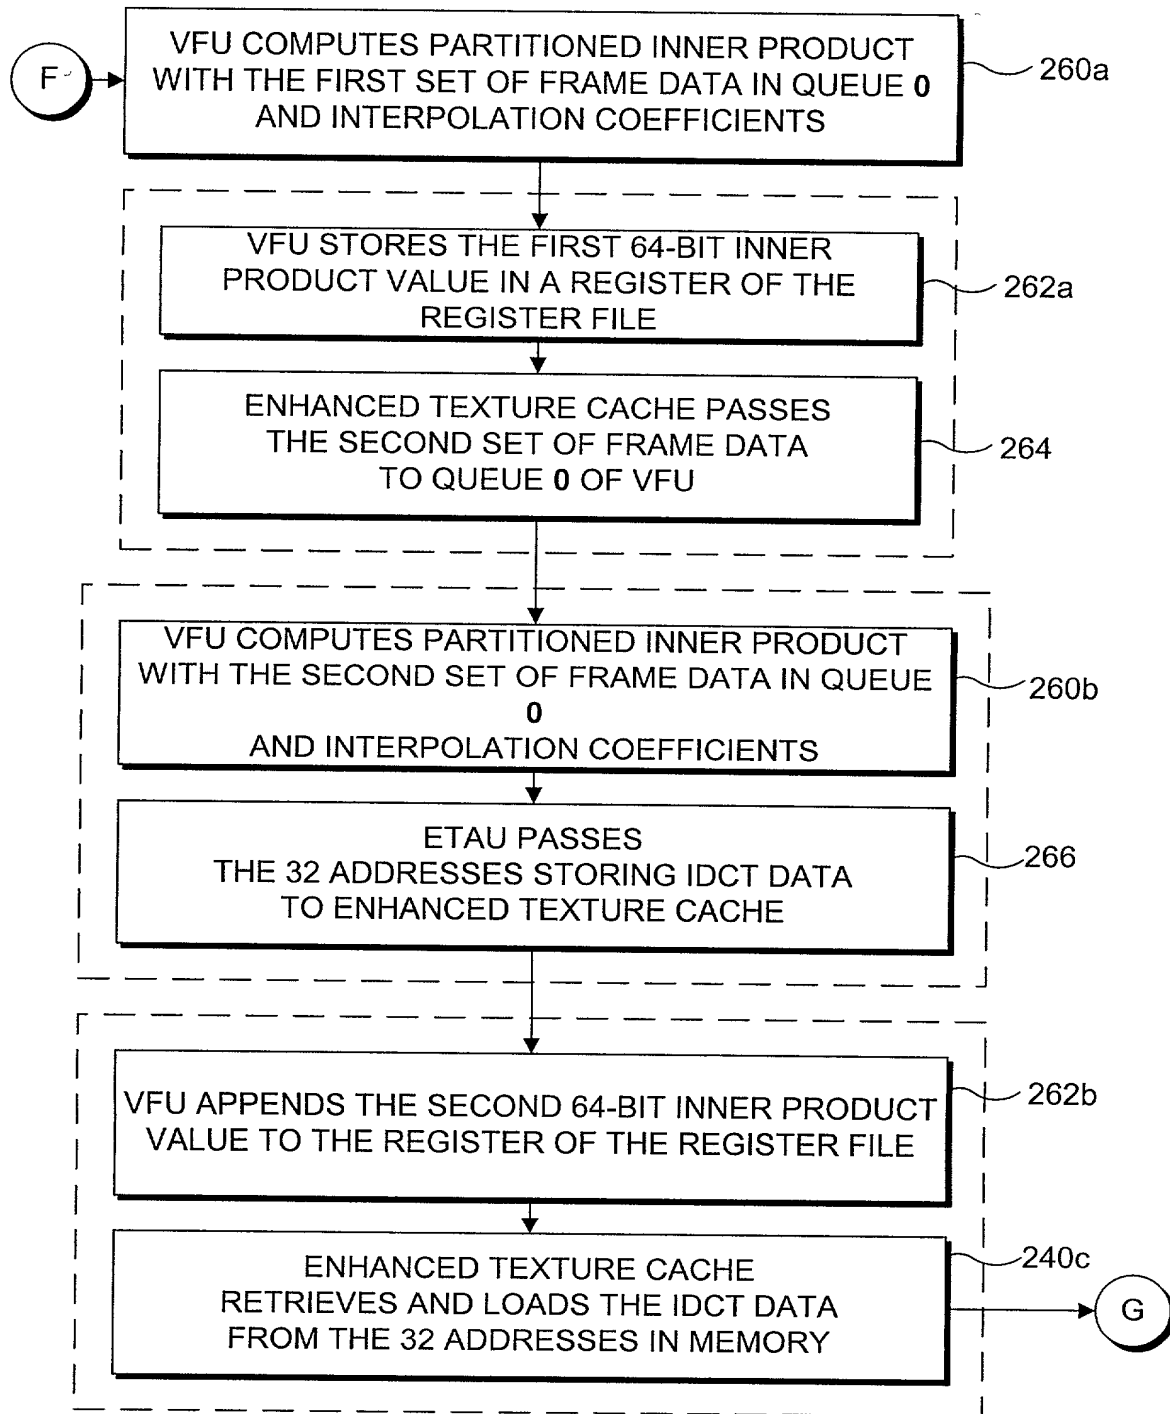 F
VFU COMPUTES PARTITIONED INNER PRODUCT
WITH THE FIRST SET OF FRAME DATA IN QUEUE 0
AND INTERPOLATION COEFFICIENTS
260a
VFU STORES THE FIRST 64-BIT INNER
PRODUCT VALUE IN A REGISTER OF THE
REGISTER FILE
262a
ENHANCED TEXTURE CACHE PASSES
THE SECOND SET OF FRAME DATA
TO QUEUE 0 OF VFU
264
VFU COMPUTES PARTITIONED INNER PRODUCT
WITH THE SECOND SET OF FRAME DATA IN QUEUE
0
AND INTERPOLATION COEFFICIENTS
260b
ETAU PASSES
THE 32 ADDRESSES STORING IDCT DATA
TO ENHANCED TEXTURE CACHE
266
VFU APPENDS THE SECOND 64-BIT INNER PRODUCT
VALUE TO THE REGISTER OF THE REGISTER FILE
262b
ENHANCED TEXTURE CACHE
RETRIEVES AND LOADS THE IDCT DATA
FROM THE 32 ADDRESSES IN MEMORY
240c
G